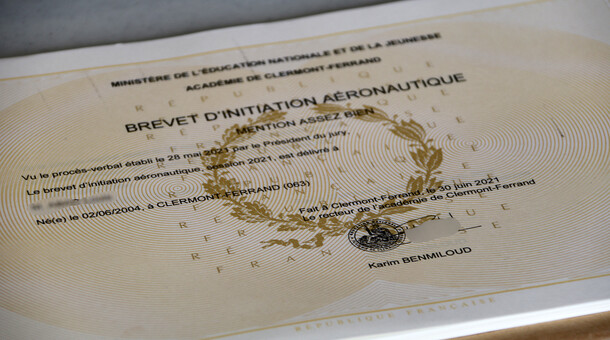 MINISTÈRE DE L'ÉDUCATION NATIONALE ET DE LA JEUNESSE
ACADÉMIE DE CLERMONT-FERRAND
BREVET D'INITIATION AÉRONAUTIQUE
MENTION ASSEZ BIEN
Vu le procès-verbal établi le 28 mai 2021 par le Président du jury,
Le brevet d'initiation aéronautique, session 2021, est délivré à
Né(e) le 02/06/2004, à CLERMONT-FERRAND (063)
Fait à Clermont-Ferrand, le 30 juin 2021
Le recteur de l'académie de Clermont-Ferrand
Karim BENMILOUD
RÉPUBLIQUE FRANÇAISE